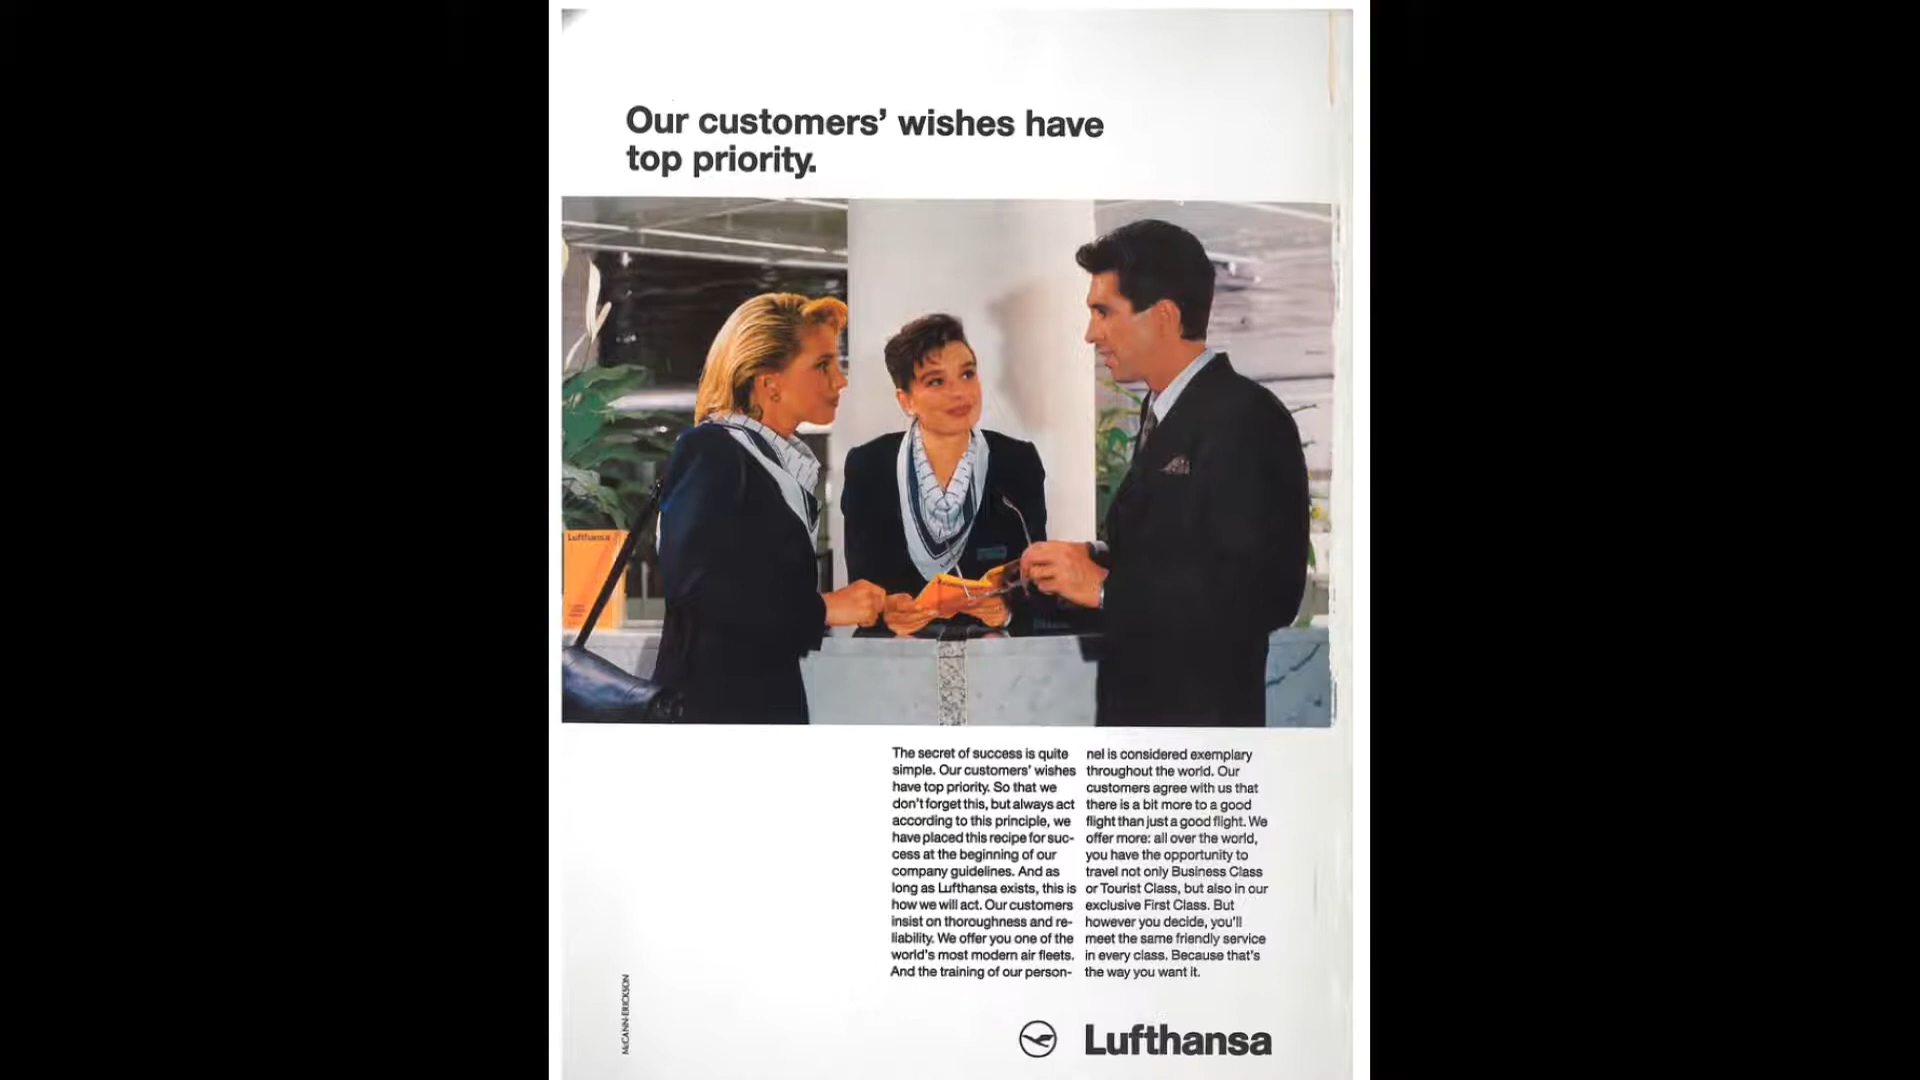 Our customers’ wishes have
top priority.
Lufthansa
The secret of success is quite
simple. Our customers’ wishes
have top priority. So that we
don’t forget this, but always act
according to this principle, we
have placed this recipe for suc-
cess at the beginning of our
company guidelines. And as
long as Lufthansa exists, this is
how we will act. Our customers
insist on thoroughness and re-
liability. We offer you one of the
world’s most modern air fleets.
And the training of our person-
nel is considered exemplary
throughout the world. Our
customers agree with us that
there is a bit more to a good
flight than just a good flight. We
offer more: all over the world,
you have the opportunity to
travel not only Business Class
or Tourist Class, but also in our
exclusive First Class. But
however you decide, you’ll
meet the same friendly service
in every class. Because that’s
the way you want it.
McCANN-ERICKSON
Lufthansa